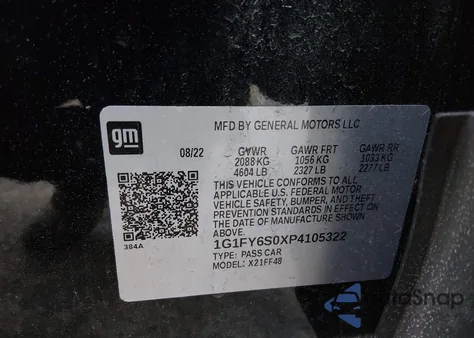 gm
MFD BY GENERAL MOTORS LLC
08/22 GVWR GAWR FRT GAWR RR
2088 KG 1056 KG 1033 KG
4604 LB 2327 LB 2277 LB
THIS VEHICLE CONFORMS TO ALL
APPLICABLE U.S. FEDERAL MOTOR
VEHICLE SAFETY, BUMPER, AND THEFT
PREVENTION STANDARDS IN EFFECT ON
THE DATE OF MANUFACTURE SHOWN ABOVE.
384A
1G1FY6S0XP4105322
TYPE: PASS CAR
MODEL: X21FF48